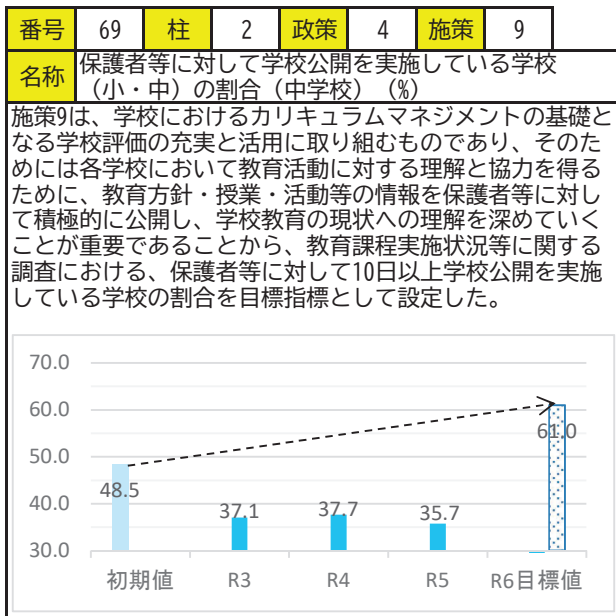 番号 69 柱 2 政策 4 施策 9
名称 保護者等に対して学校公開を実施している学校
（小・中）の割合（中学校）（%）
施策9は、学校におけるカリキュラムマネジメントの基礎と
なる学校評価の充実と活用に取り組むものであり、そのた
めには各学校において教育活動に対する理解と協力を得る
ために、教育方針・授業・活動等の情報を保護者等に対し
て積極的に公開し、学校教育の現状への理解を深めていく
ことが重要であることから、教育課程実施状況等に関する
調査における、保護者等に対して10日以上学校公開を実施
している学校の割合を目標指標として設定した。
70.0
60.0
50.0
40.0
30.0
48.5
37.1
37.7
35.7
61.0
初期値 R3 R4 R5 R6目標値